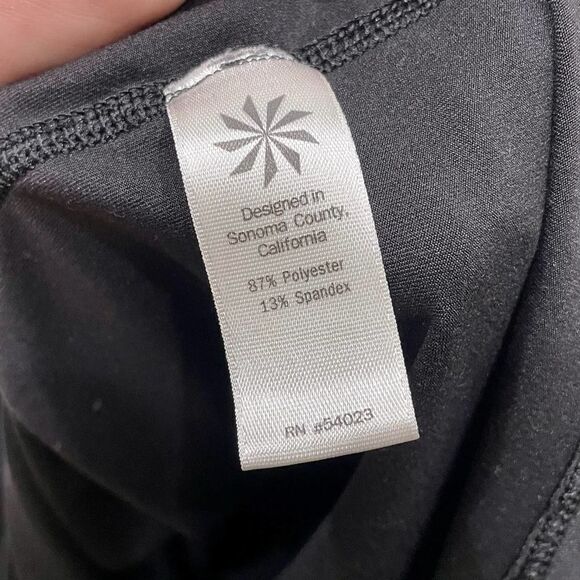 Designed in
Sonoma County,
California
87% Polyester
13% Spandex
RN #54023